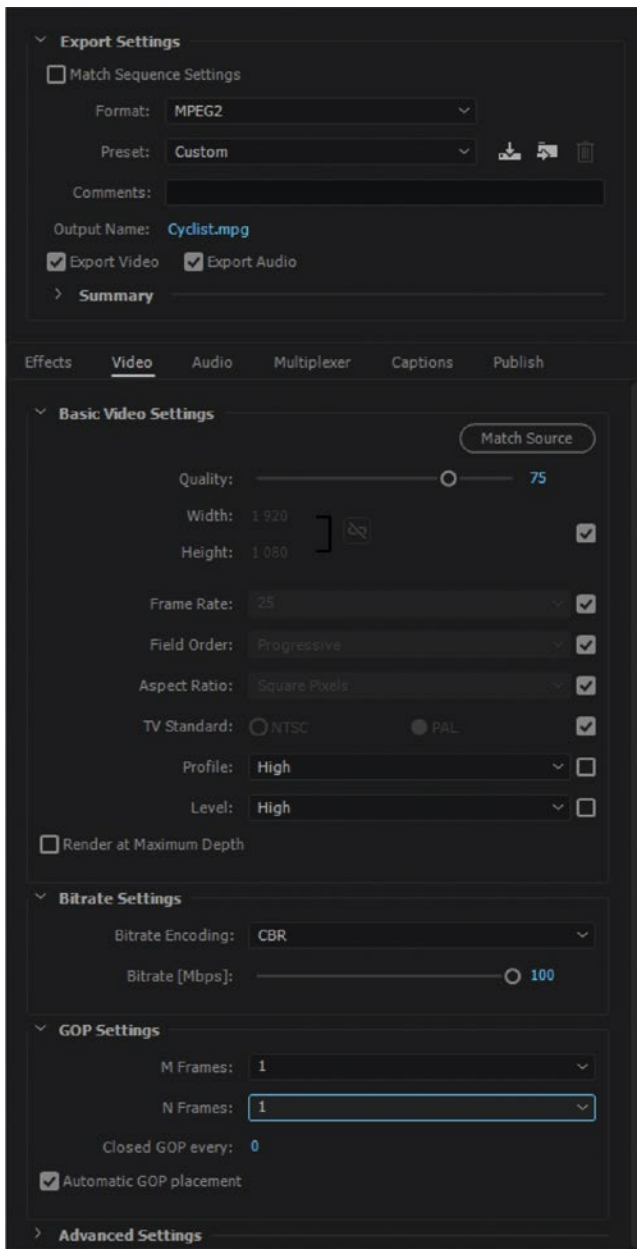 Export Settings
Match Sequence Settings
Format: MPEG2
Preset: Custom
Comments:
Output Name: Cyclist.mpg
Export Video Export Audio
Summary
Effects Video Audio Multiplexer Captions Publish
Basic Video Settings
Match Source
Quality: 75
Width: 1 920
Height: 1 080
Frame Rate: 25
Field Order: Progressive
Aspect Ratio: Square Pixels
TV Standard: NTSC PAL
Profile: High
Level: High
Render at Maximum Depth
Bitrate Settings
Bitrate Encoding: CBR
Bitrate [Mbps]: 100
GOP Settings
M Frames: 1
N Frames: 1
Closed GOP every: 0
Automatic GOP placement
Advanced Settings